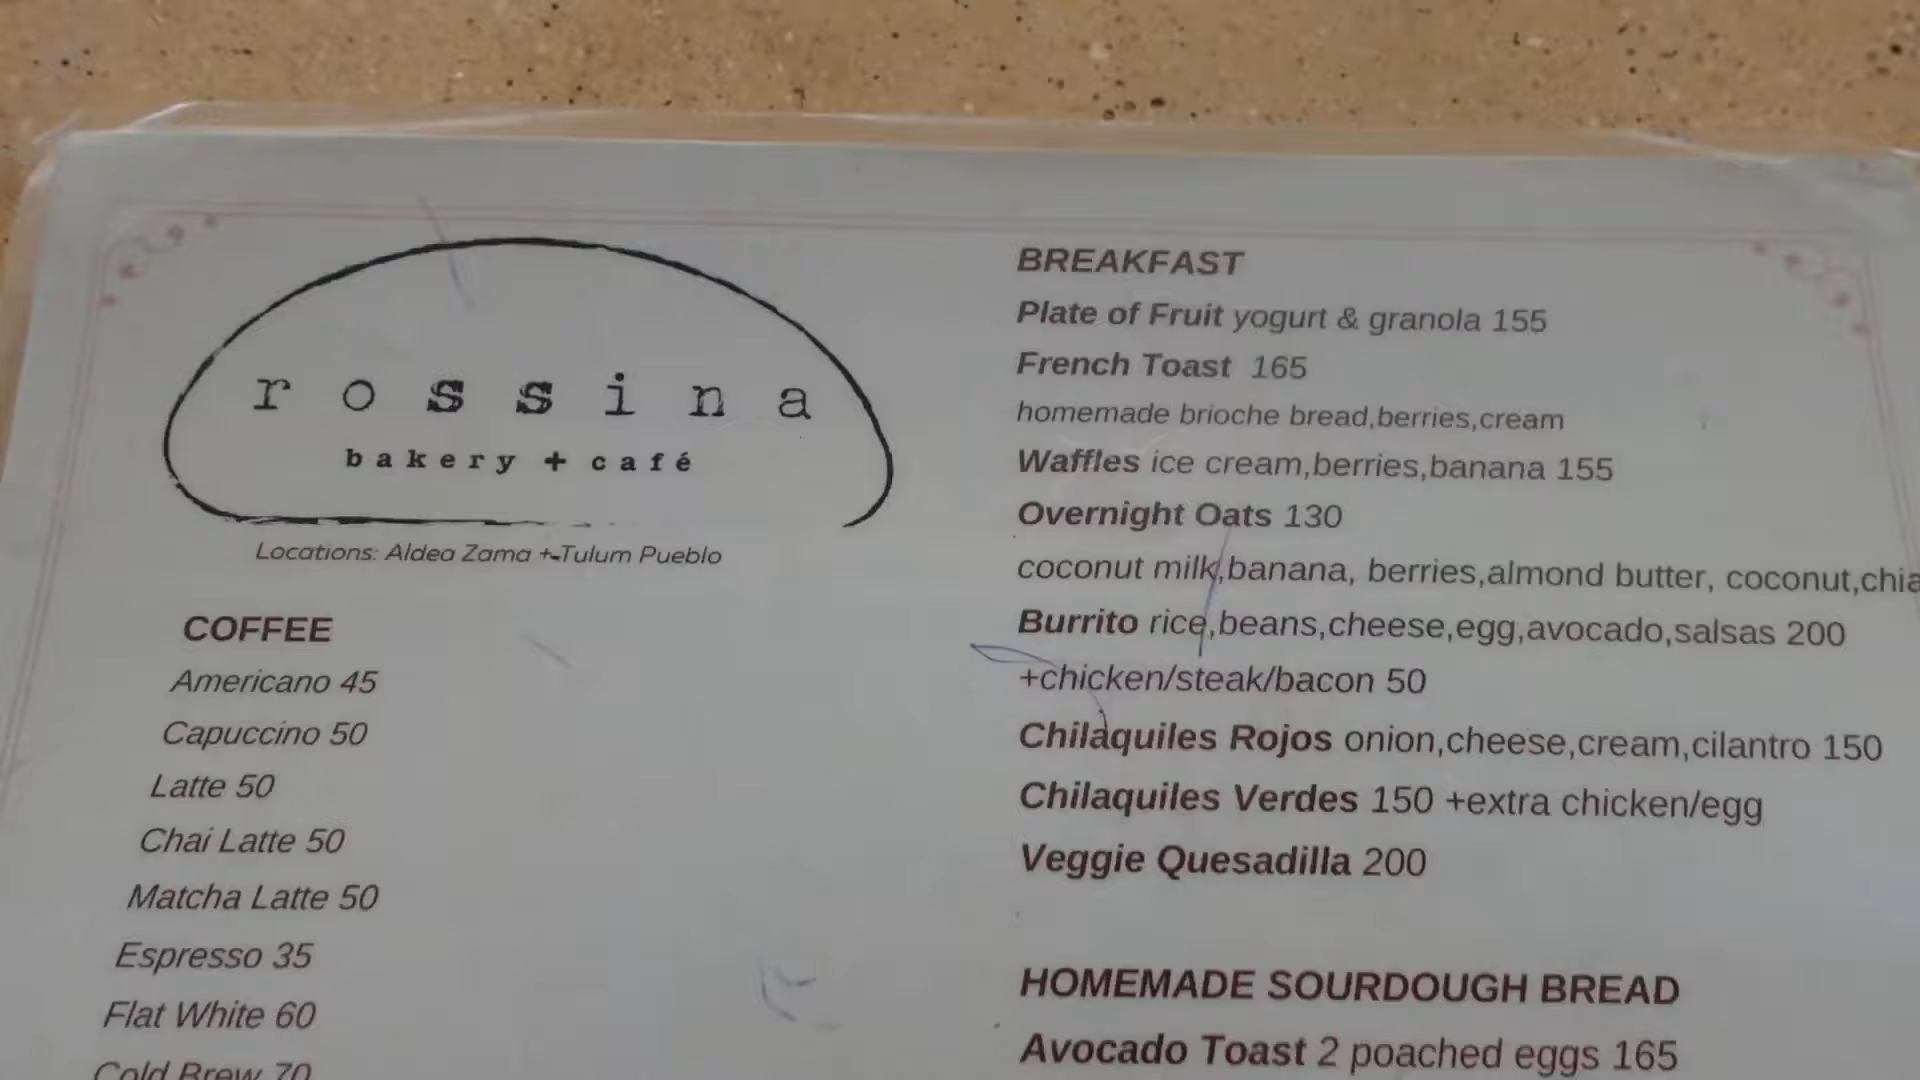 rossina
bakery + café
Locations: Aldea Zama + Tulum Pueblo
COFFEE
Americano 45
Capuccino 50
Latte 50
Chai Latte 50
Matcha Latte 50
Espresso 35
Flat White 60
Cold Brew 70
BREAKFAST
Plate of Fruit yogurt & granola 155
French Toast 165
homemade brioche bread,berries,cream
Waffles ice cream,berries,banana 155
Overnight Oats 130
coconut milk,banana, berries,almond butter, coconut,chia
Burrito rice,beans,cheese,egg,avocado,salsas 200
+chicken/steak/bacon 50
Chilaquiles Rojos onion,cheese,cream,cilantro 150
Chilaquiles Verdes 150 +extra chicken/egg
Veggie Quesadilla 200
HOMEMADE SOURDOUGH BREAD
Avocado Toast 2 poached eggs 165